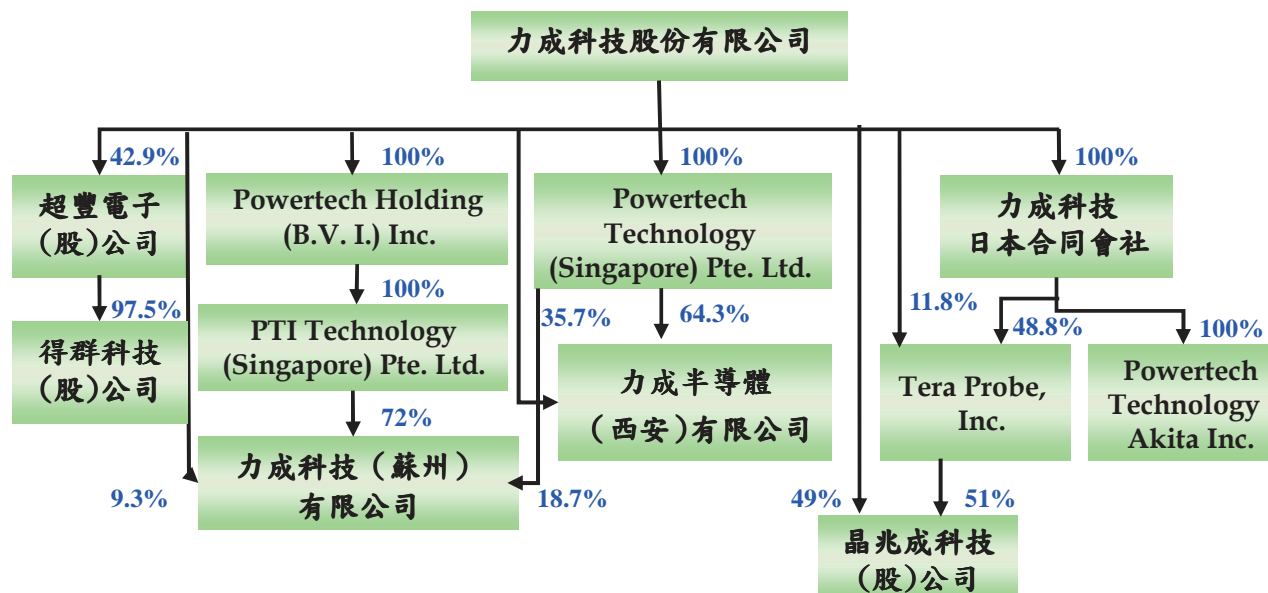 力成科技股份有限公司
42.9%
100%
100%
100%
超豐電子
(股)公司
Powertech Holding
(B.V. I.) Inc.
Powertech
Technology
(Singapore) Pte. Ltd.
力成科技
日本合同會社
97.5%
100%
35.7%
64.3%
11.8%
48.8%
100%
得群科技
(股)公司
PTI Technology
(Singapore) Pte. Ltd.
力成半導體
(西安)有限公司
Tera Probe,
Inc.
Powertech
Technology
Akita Inc.
72%
力成科技（蘇州）
有限公司
9.3%
18.7%
49%
51%
晶兆成科技
(股)公司